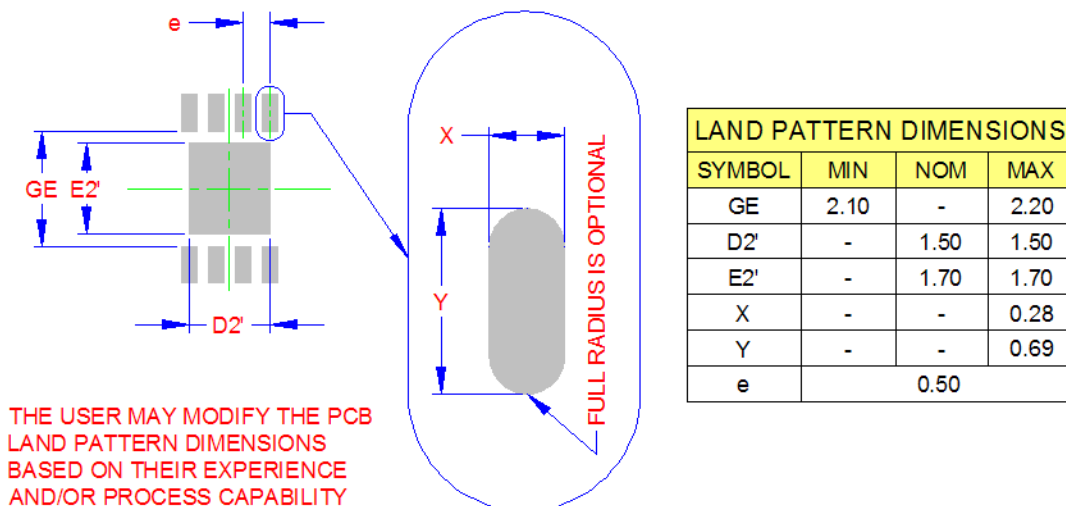 e
GE E2'
D2'
X
Y
FULL RADIUS IS OPTIONAL
THE USER MAY MODIFY THE PCB
LAND PATTERN DIMENSIONS
BASED ON THEIR EXPERIENCE
AND/OR PROCESS CAPABILITY
LAND PATTERN DIMENSIONS
SYMBOL MIN NOM MAX
GE 2.10 - 2.20
D2' - 1.50 1.50
E2' - 1.70 1.70
X - - 0.28
Y - - 0.69
e 0.50